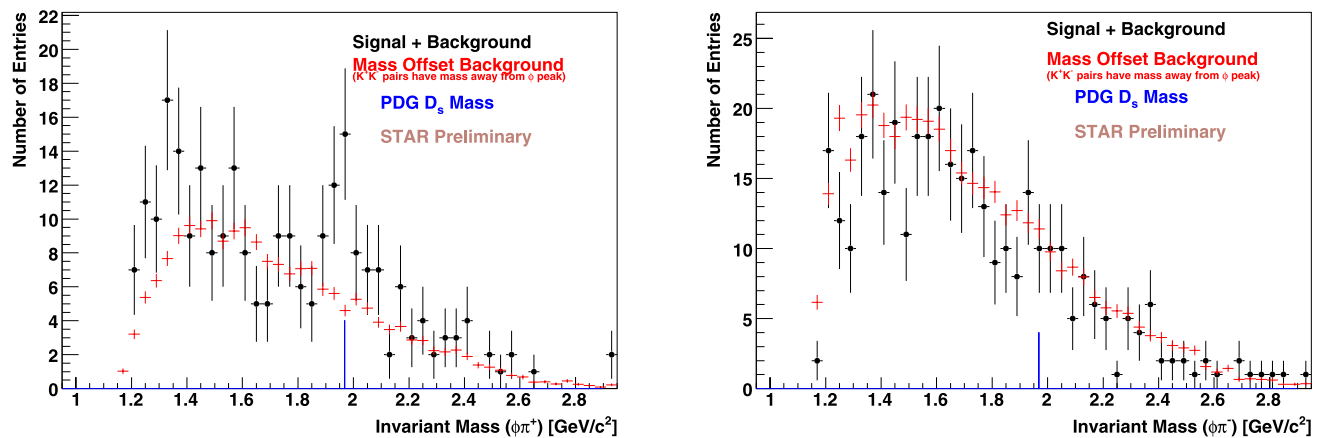 Number of Entries
22
20
18
16
14
12
10
8
6
4
2
0
Signal + Background
Mass Offset Background
(K⁺K⁻ pairs have mass away from ϕ peak)
PDG Dₛ Mass
STAR Preliminary
1 1.2 1.4 1.6 1.8 2 2.2 2.4 2.6 2.8
Invariant Mass (ϕπ⁺) [GeV/c²]
Number of Entries
25
20
15
10
5
0
Signal + Background
Mass Offset Background
(K⁺K⁻ pairs have mass away from ϕ peak)
PDG Dₛ Mass
STAR Preliminary
1 1.2 1.4 1.6 1.8 2 2.2 2.4 2.6 2.8
Invariant Mass (ϕπ⁻) [GeV/c²]